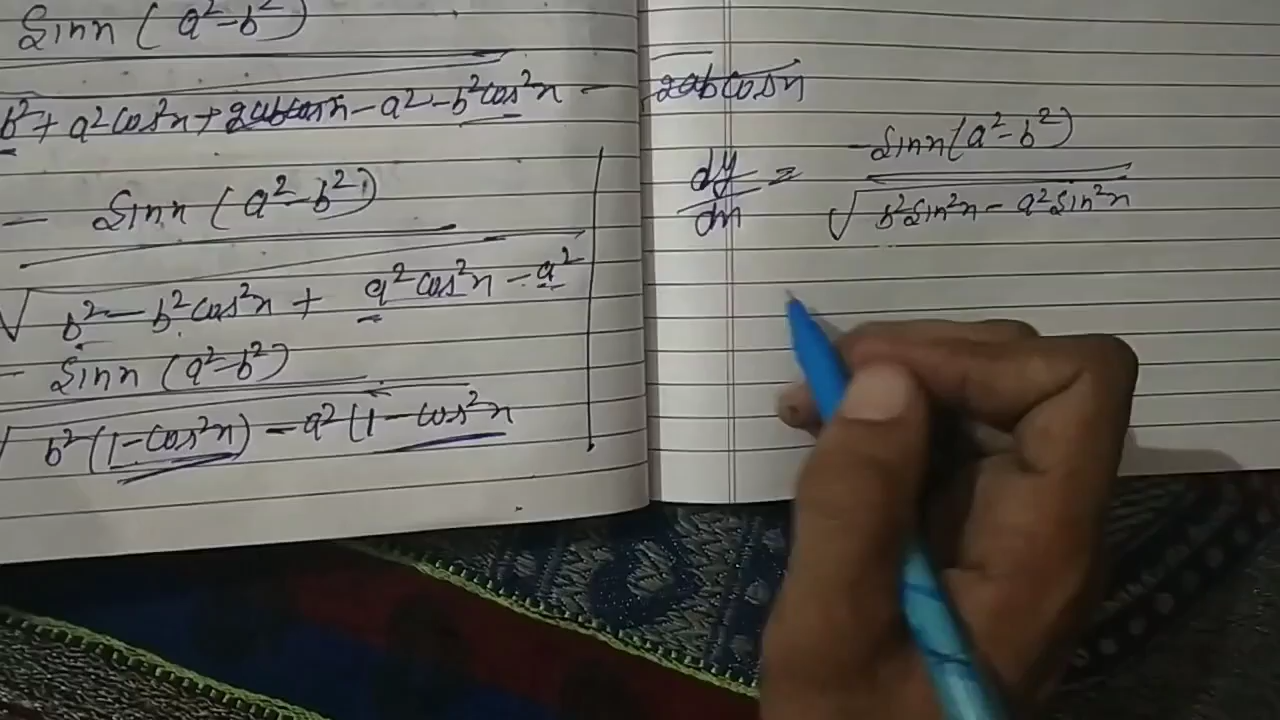 Sinx (a²-b²)
b² + a²cos²x + 2abcosx - a² - b²cos²x - 2abcosx
- Sinx (a²-b²)
√ b² - b²cos²x + a²cos²x - a²
- Sinx (a²-b²)
√ b²(1-cos²x) - a²(1-cos²x
dy/dx = -Sinx(a²-b²)
√ b²Sin²x - a²Sin²x